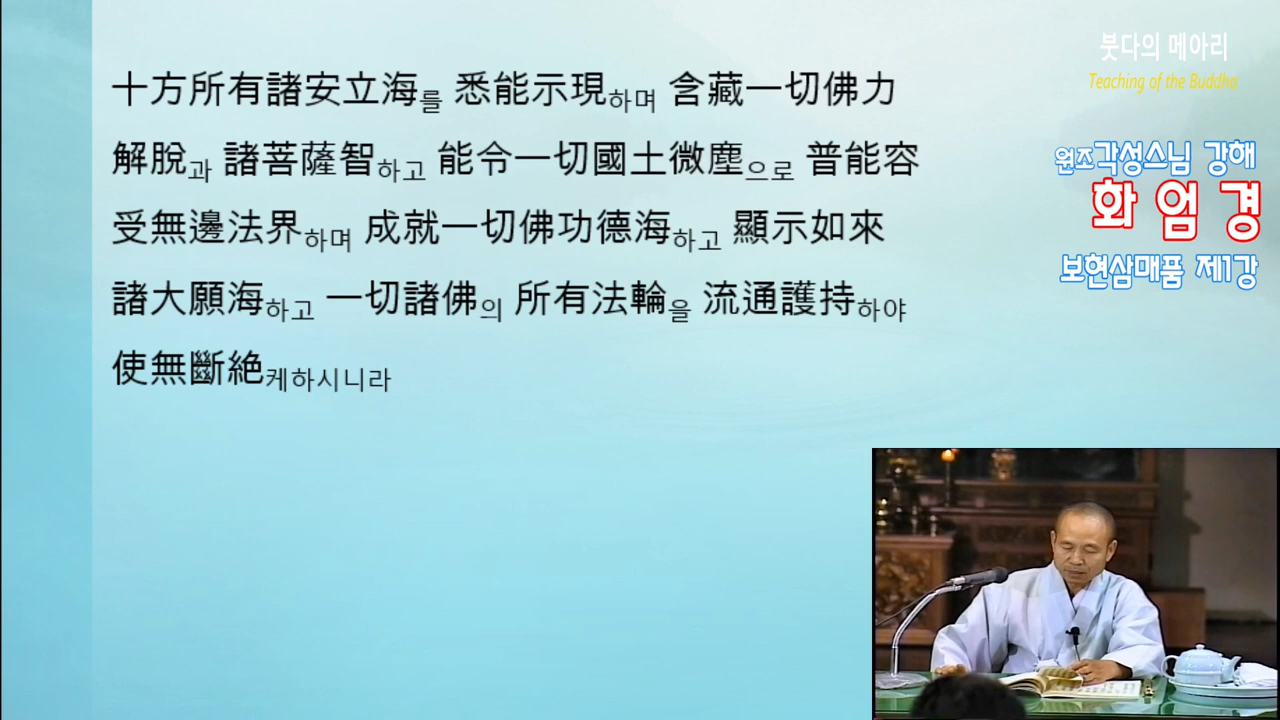 十方所有諸安立海를 悉能示現하며 含藏一切佛力
解脫과 諸菩薩智하고 能令一切國土微塵으로 普能容
受無邊法界하며 成就一切佛功德海하고 顯示如來
諸大願海하고 一切諸佛의 所有法輪을 流通護持하야
使無斷絶케하시니라
붓다의 메아리
Teaching of the Buddha
원조각성스님 강해
화엄경
보현삼매품 제1강